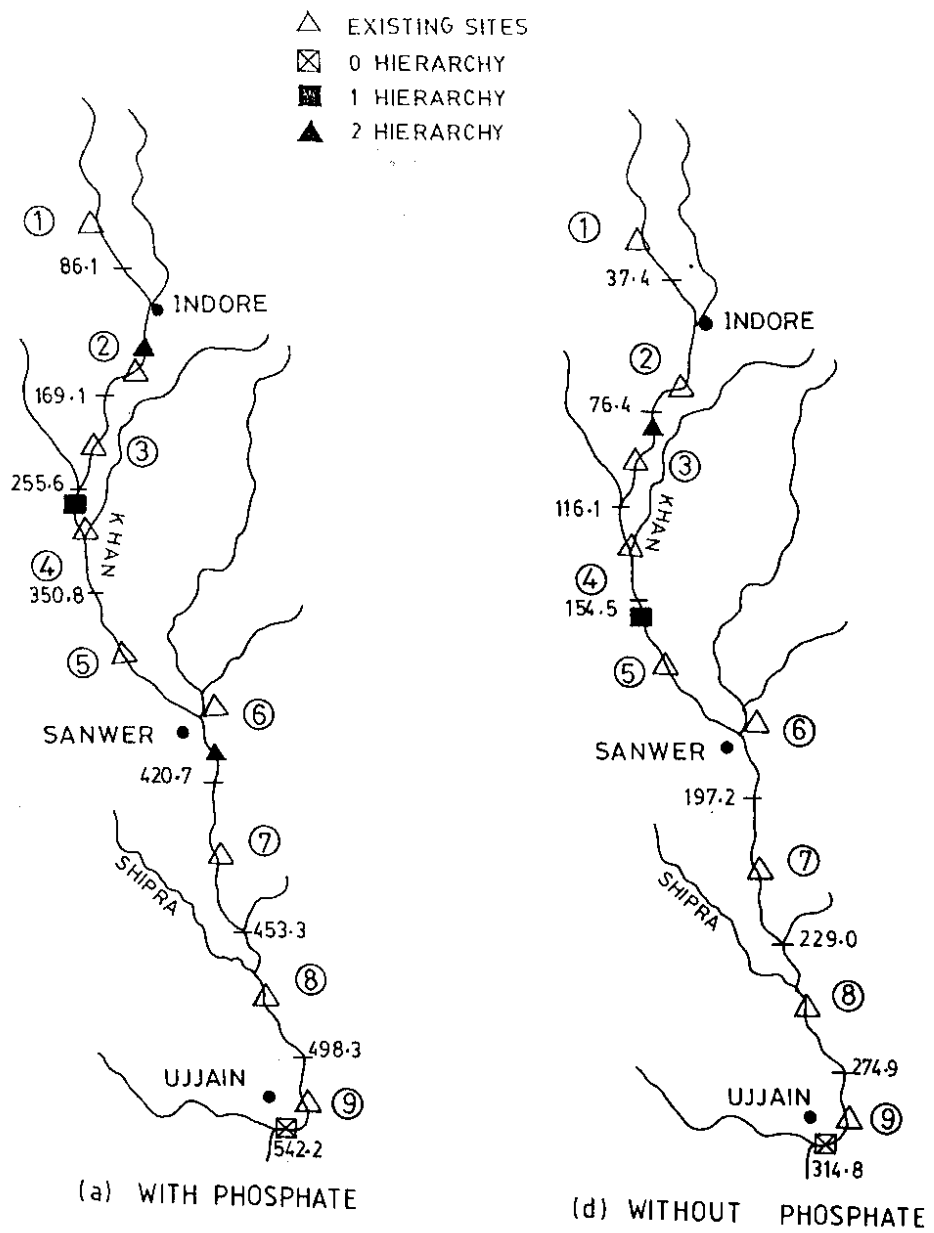 EXISTING SITES
0 HIERARCHY
1 HIERARCHY
2 HIERARCHY
1
86.1
INDORE
2
169.1
3
255.6
KHAN
4
350.8
5
6
SANWER
420.7
7
SHIPRA
453.3
8
498.3
UJJAIN
9
542.2
(a) WITH PHOSPHATE
1
37.4
INDORE
2
76.4
3
116.1
KHAN
4
154.5
5
6
SANWER
197.2
7
SHIPRA
229.0
8
274.9
UJJAIN
9
314.8
(d) WITHOUT PHOSPHATE